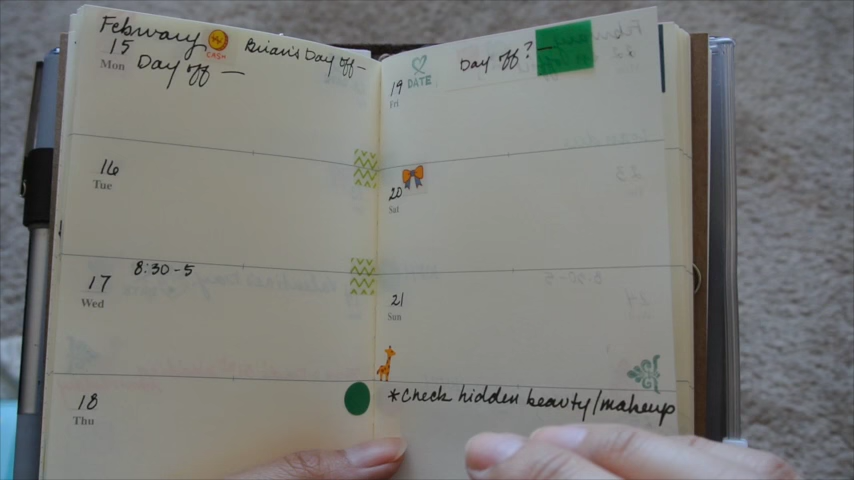 February
15
Mon
CASH
Brian's Day off -
Day off —
16
Tue
17
Wed
8:30-5
18
Thu
19
Fri
DATE
Day off? —
20
Sat
21
Sun
*Check hidden beauty/makeup